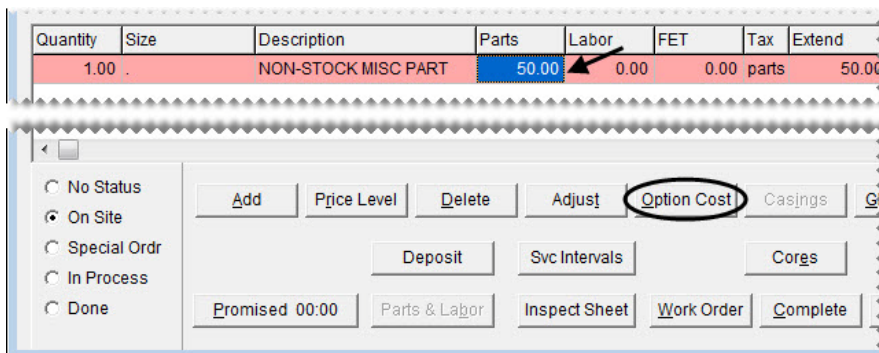 Quantity Size Description Parts Labor FET Tax Extend
1.00 . NON-STOCK MISC PART 50.00 0.00 0.00 parts 50.00
No Status
On Site
Special Ordr
In Process
Done
Add Price Level Delete Adjust Option Cost Casings
Deposit Svc Intervals Cores
Promised 00:00 Parts & Labor Inspect Sheet Work Order Complete